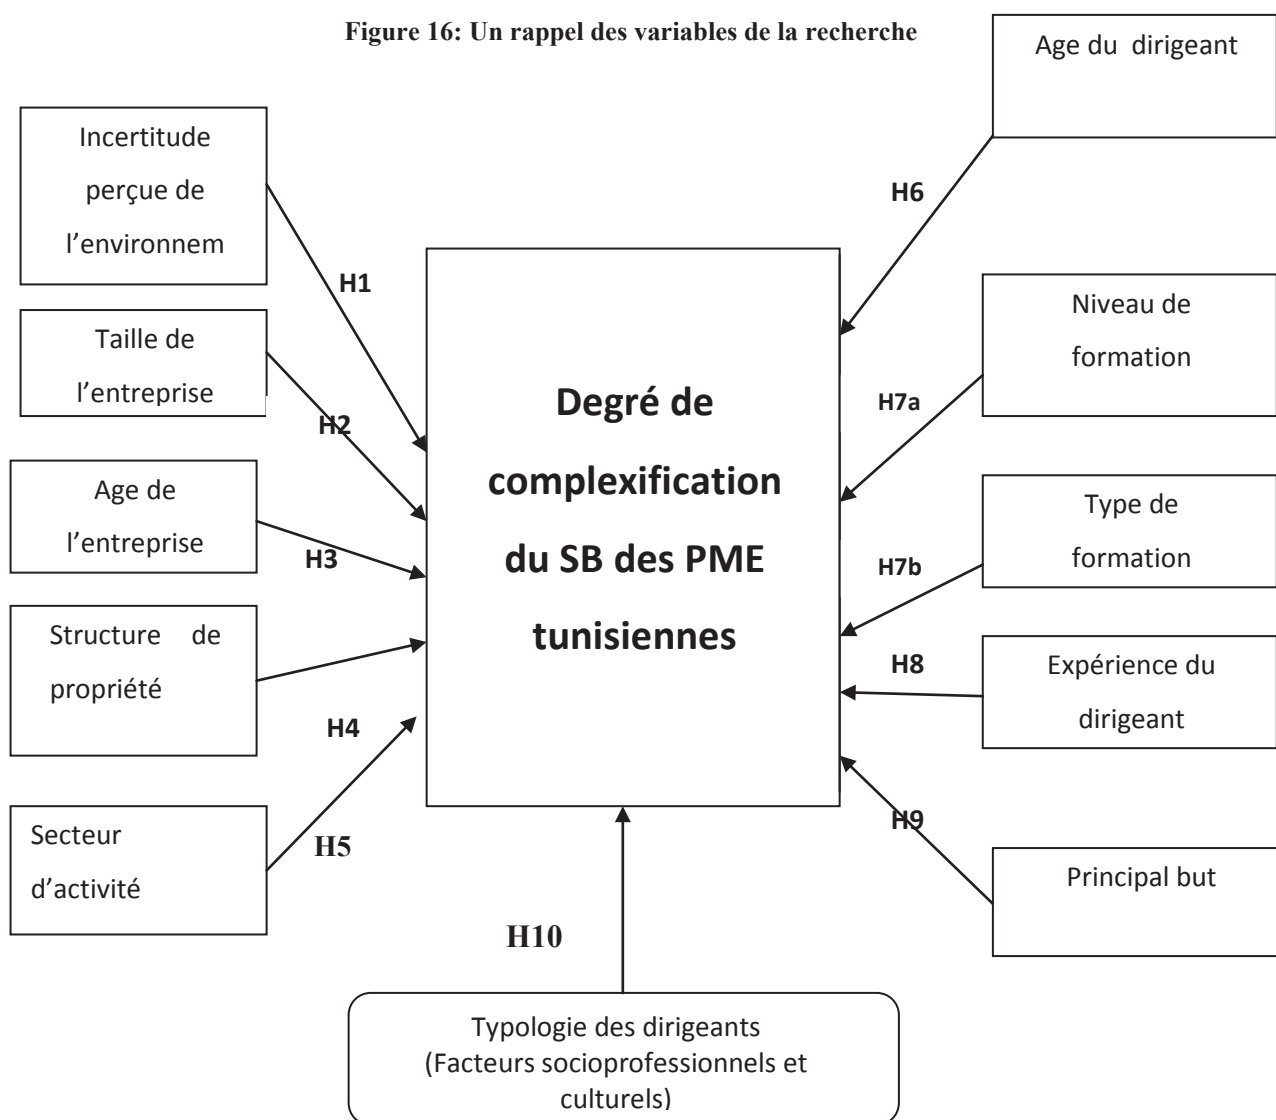 Figure 16: Un rappel des variables de la recherche
Age du dirigeant
Incertitude
perçue de
l’environnem
H6
H1
Niveau de
formation
Taille de
l’entreprise
H7a
H2
Degré de
complexification
du SB des PME
tunisiennes
Age de
l’entreprise
H3
Type de
formation
H7b
Structure de
propriété
H4
H8
Expérience du
dirigeant
H9
Secteur
d’activité
H5
Principal but
H10
Typologie des dirigeants
(Facteurs socioprofessionnels et
culturels)